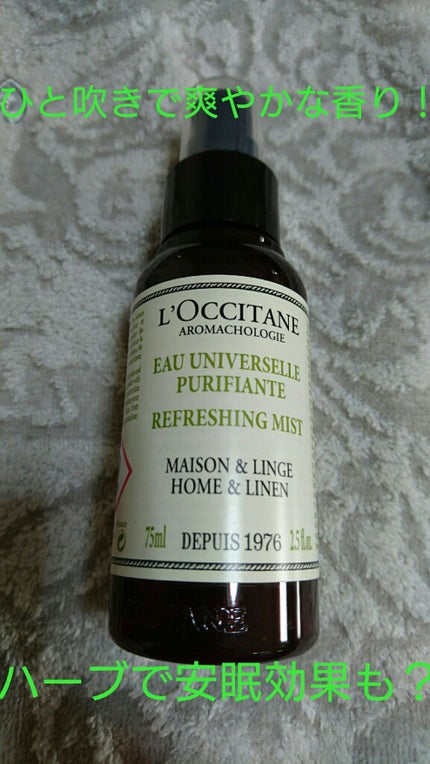 ひと吹きで爽やかな香り！
L'OCCITANE
AROMACHOLOGIE
EAU UNIVERSELLE
PURIFIANTE
REFRESHING MIST
MAISON & LINGE
HOME & LINEN
75ml DEPUIS 1976 2.5 fl.oz.
ハーブで安眠効果も？